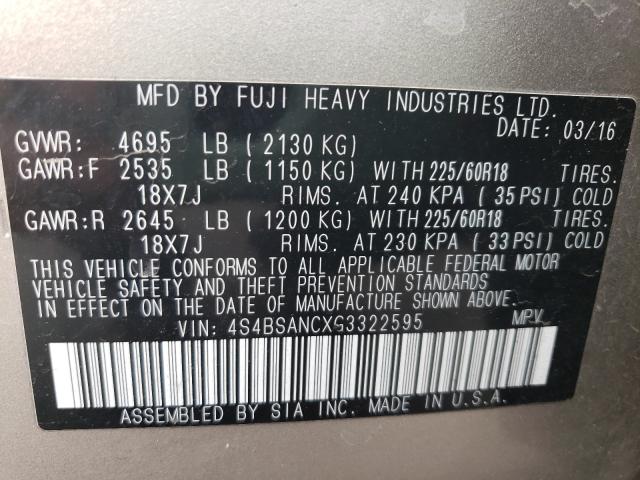 MFD BY FUJI HEAVY INDUSTRIES LTD.
DATE: 03/16
GVWR: 4695 LB (2130 KG)
GAWR:F 2535 LB (1150 KG) WITH 225/60R18 TIRES.
18X7J RIMS. AT 240 KPA (35 PSI) COLD
GAWR:R 2645 LB (1200 KG) WITH 225/60R18 TIRES.
18X7J RIMS. AT 230 KPA (33 PSI) COLD
THIS VEHICLE CONFORMS TO ALL APPLICABLE FEDERAL MOTOR
VEHICLE SAFETY AND THEFT PREVENTION STANDARDS
IN EFFECT ON THE DATE OF MANUFACTURE SHOWN ABOVE.
VIN: 4S4BSANCXG3322595 MPV
ASSEMBLED BY SIA INC. MADE IN U.S.A.